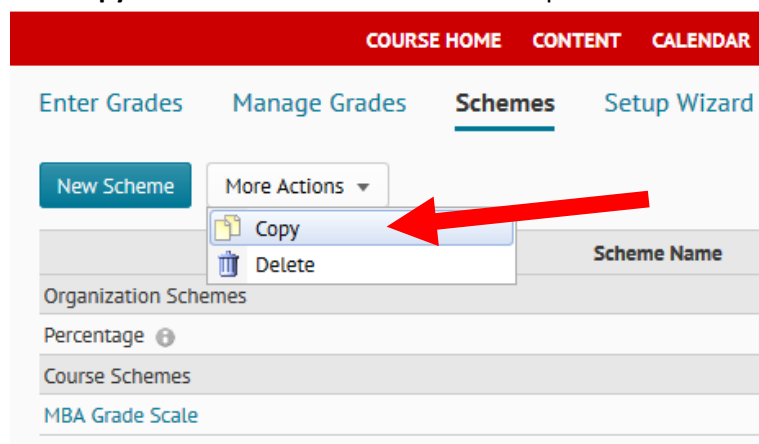 COURSE HOME CONTENT CALENDAR
Enter Grades Manage Grades Schemes Setup Wizard
New Scheme More Actions
Copy
Delete
Scheme Name
Organization Schemes
Percentage
Course Schemes
MBA Grade Scale